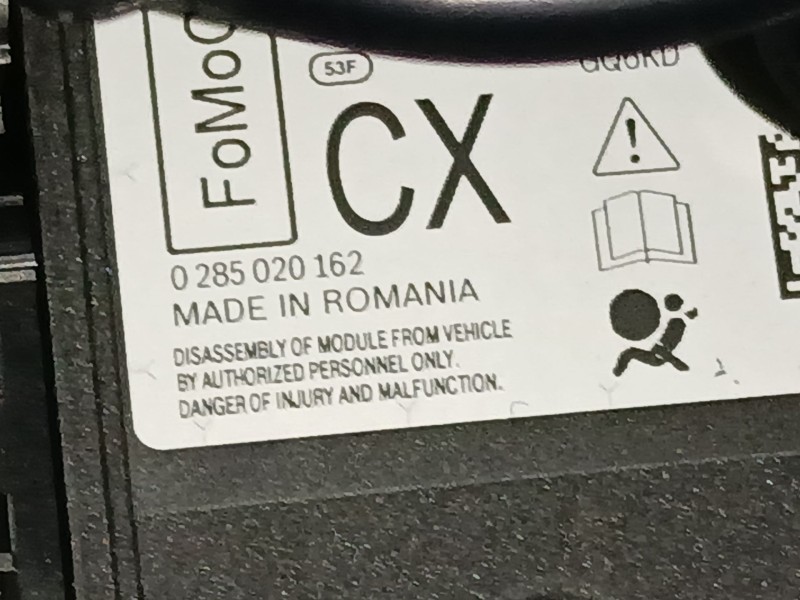 FoMoC
53F
CX
0 285 020 162
MADE IN ROMANIA
DISASSEMBLY OF MODULE FROM VEHICLE
BY AUTHORIZED PERSONNEL ONLY.
DANGER OF INJURY AND MALFUNCTION.